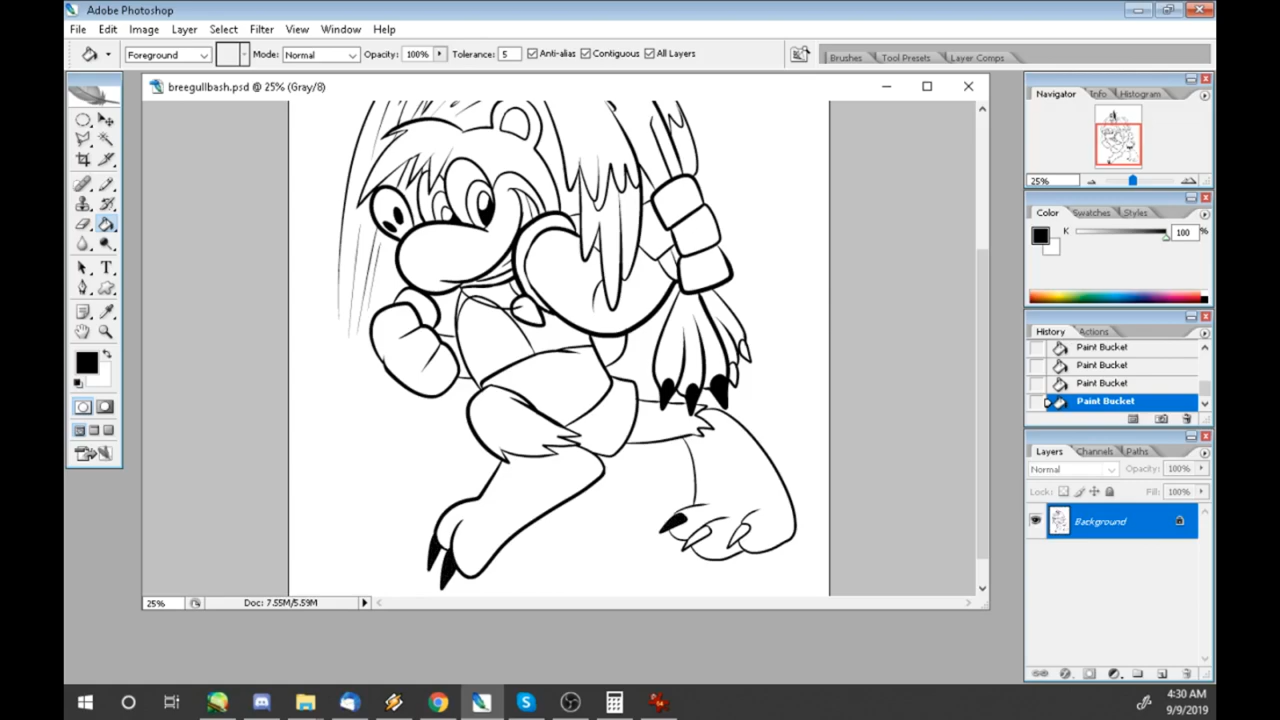 Adobe Photoshop
File Edit Image Layer Select Filter View Window Help
Foreground Mode: Normal Opacity: 100% Tolerance: 5 Anti-alias Contiguous All Layers
Brushes Tool Presets Layer Comps
breegullbash.psd @ 25% (Gray/8)
Navigator Info Histogram
25%
Color Swatches Styles
K 100 %
History Actions
Paint Bucket
Paint Bucket
Paint Bucket
Paint Bucket
Layers Channels Paths
Normal Opacity: 100%
Lock: Fill: 100%
Background
T
25% Doc: 7.55M/5.59M
4:30 AM
9/9/2019